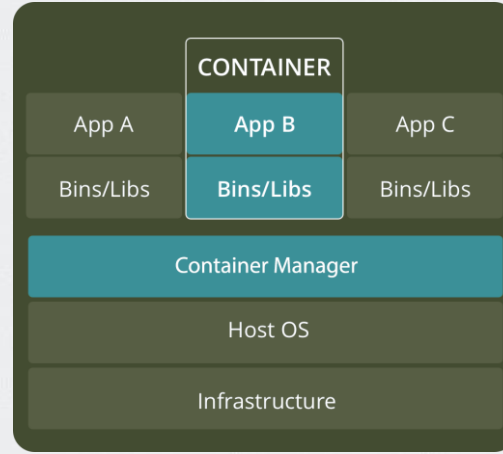 CONTAINER
App A App B App C
Bins/Libs Bins/Libs Bins/Libs
Container Manager
Host OS
Infrastructure